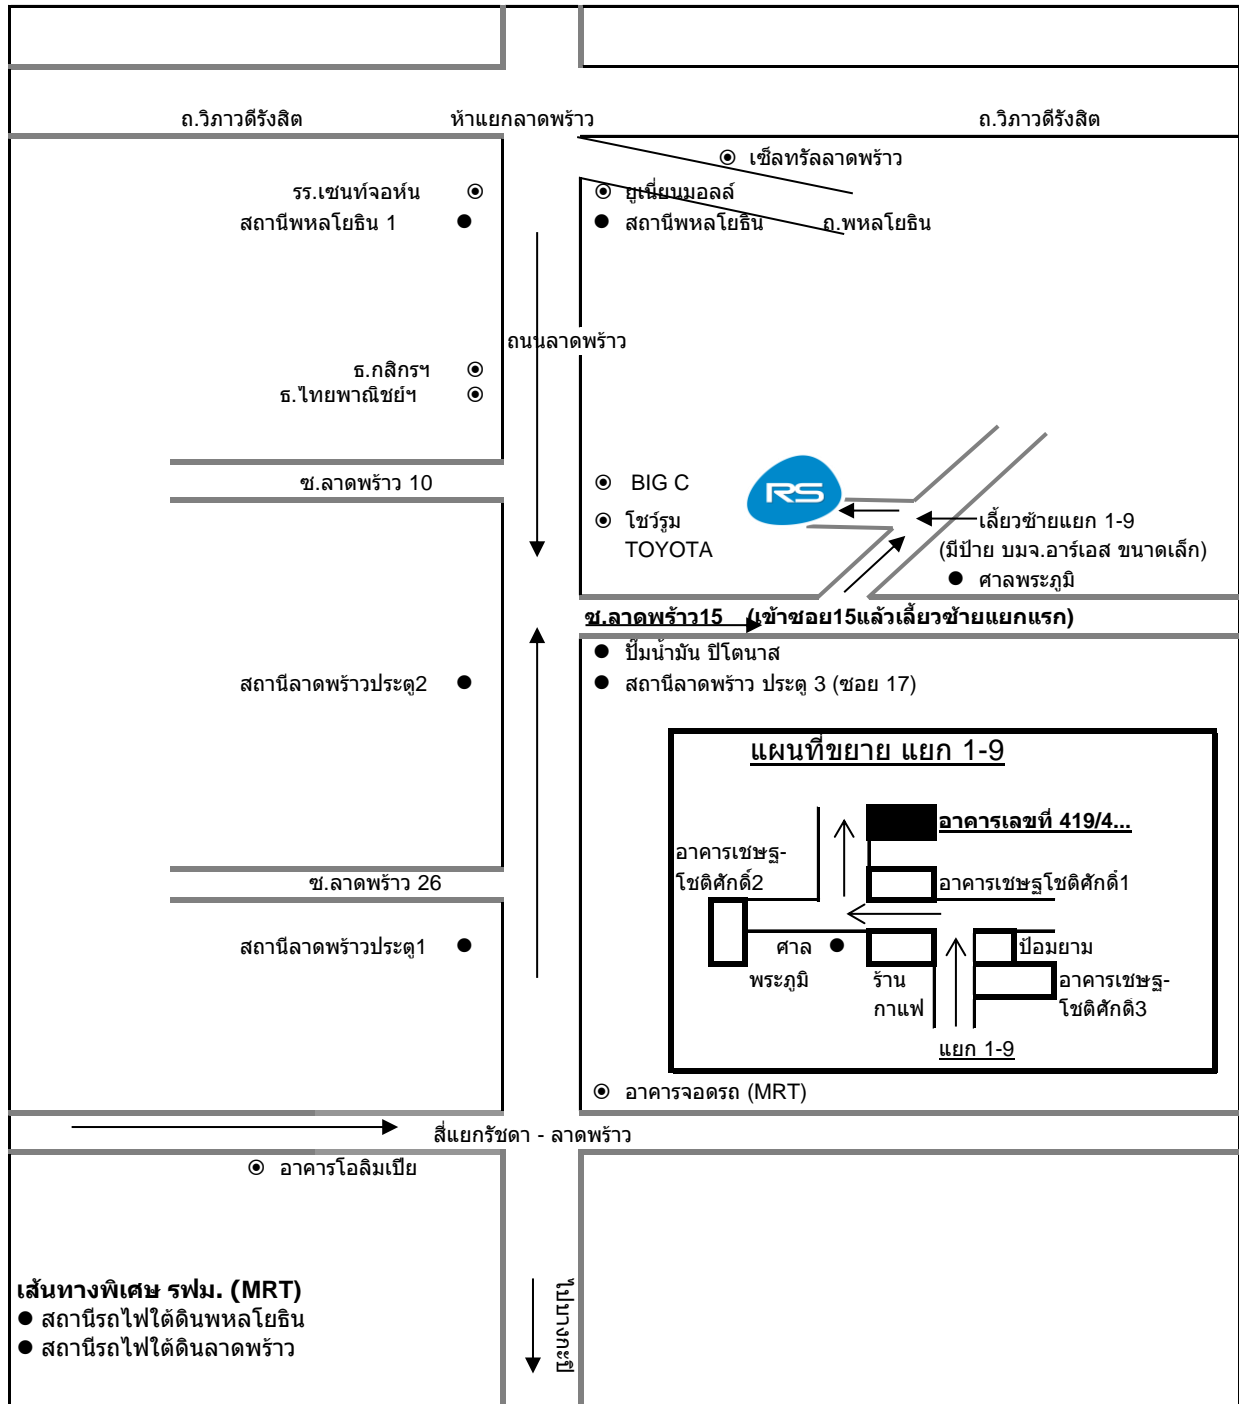 ถ.วิภาวดีรังสิต
ห้าแยกลาดพร้าว
ถ.วิภาวดีรังสิต
เซ็ลทรัลลาดพร้าว
รร.เซนท์จอห์น
ยูเนี่ยนมอลล์
สถานีพหลโยธิน 1
สถานีพหลโยธิน
ถ.พหลโยธิน
ถนนลาดพร้าว
ธ.กสิกรฯ
ธ.ไทยพาณิชย์ฯ
ซ.ลาดพร้าว 10
BIG C
RS
โชว์รูม
TOYOTA
เลี้ยวซ้ายแยก 1-9
(มีป้าย บมจ.อาร์เอส ขนาดเล็ก)
ศาลพระภูมิ
ซ.ลาดพร้าว15 (เข้าซอย15แล้วเลี้ยวซ้ายแยกแรก)
ปั๊มน้ำมัน ปิโตนาส
สถานีลาดพร้าวประตู2
สถานีลาดพร้าว ประตู 3 (ซอย 17)
แผนที่ขยาย แยก 1-9
อาคารเลขที่ 419/4...
อาคารเชษฐ-
โชติศักดิ์2
อาคารเชษฐโชติศักดิ์1
ซ.ลาดพร้าว 26
สถานีลาดพร้าวประตู1
ศาล
พระภูมิ
ร้าน
กาแฟ
ป้อมยาม
อาคารเชษฐ-
โชติศักดิ์3
แยก 1-9
อาคารจอดรถ (MRT)
สี่แยกรัชดา - ลาดพร้าว
อาคารโอลิมเปีย
เส้นทางพิเศษ รฟม. (MRT)
สถานีรถไฟใต้ดินพหลโยธิน
สถานีรถไฟใต้ดินลาดพร้าว
ไปบางกะปิ